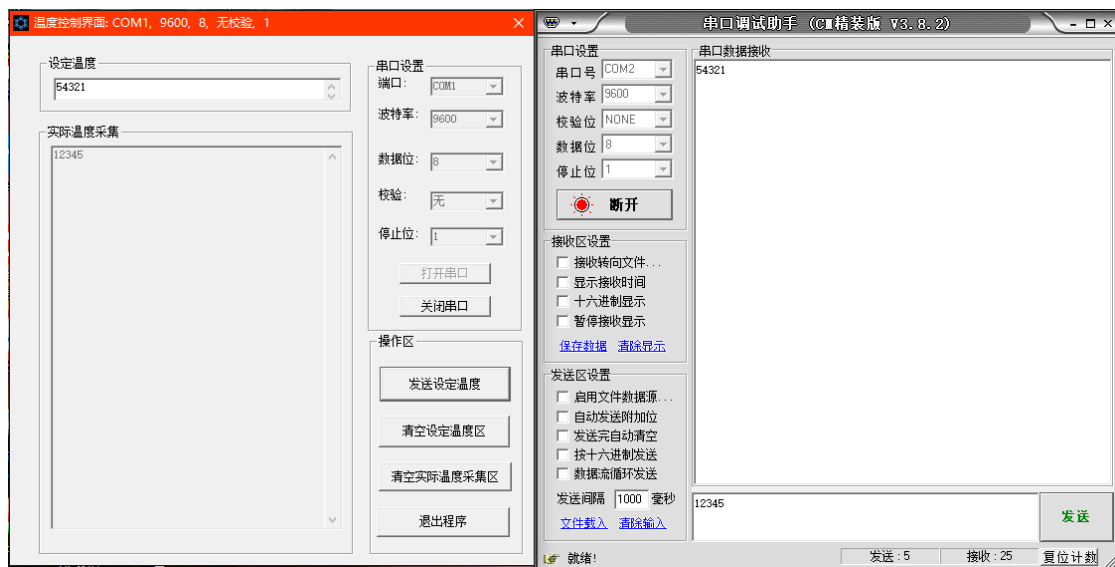 温度控制界面: COM1, 9600, 8, 无校验, 1
设定温度
54321
实际温度采集
12345
串口设置
端口: COM1
波特率: 9600
数据位: 8
校验: 无
停止位: 1
打开串口
关闭串口
操作区
发送设定温度
清空设定温度区
清空实际温度采集区
退出程序
串口调试助手 (CM精装版 V3.8.2)
串口设置
串口号 COM2
波特率 9600
校验位 NONE
数据位 8
停止位 1
断开
接收区设置
接收转向文件...
显示接收时间
十六进制显示
暂停接收显示
保存数据 清除显示
发送区设置
启用文件数据源...
自动发送附加位
发送完自动清空
按十六进制发送
数据流循环发送
发送间隔 1000 毫秒
文件载入 清除输入
串口数据接收
54321
12345
发送
就绪!
发送:5
接收:25
复位计数